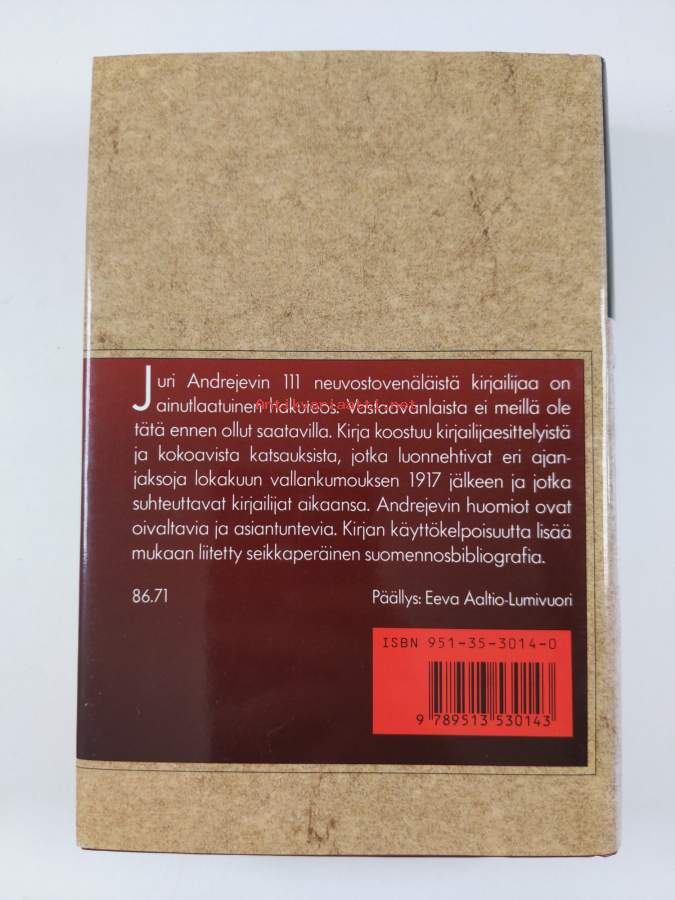 Juri Andrejevin 111 neuvostovenäläistä kirjailijaa on
ainutlaatuinen hakuteos. Vastaavanlaista ei meillä ole
tätä ennen ollut saatavilla. Kirja koostuu kirjailijaesittelyistä
ja kokoavista katsauksista, jotka luonnehtivat eri ajan-
jaksoja lokakuun vallankumouksen 1917 jälkeen ja jotka
suhteuttavat kirjailijat aikaansa. Andrejevin huomiot ovat
oivaltavia ja asiantuntevia. Kirjan käyttökelpoisuutta lisää
mukaan liitetty seikkaperäinen suomennosbibliografia.
86.71 Päällys: Eeva Aaltio-Lumivuori
ISBN 951-35-3014-0
9 789513 530143
Antikvariaatti.net